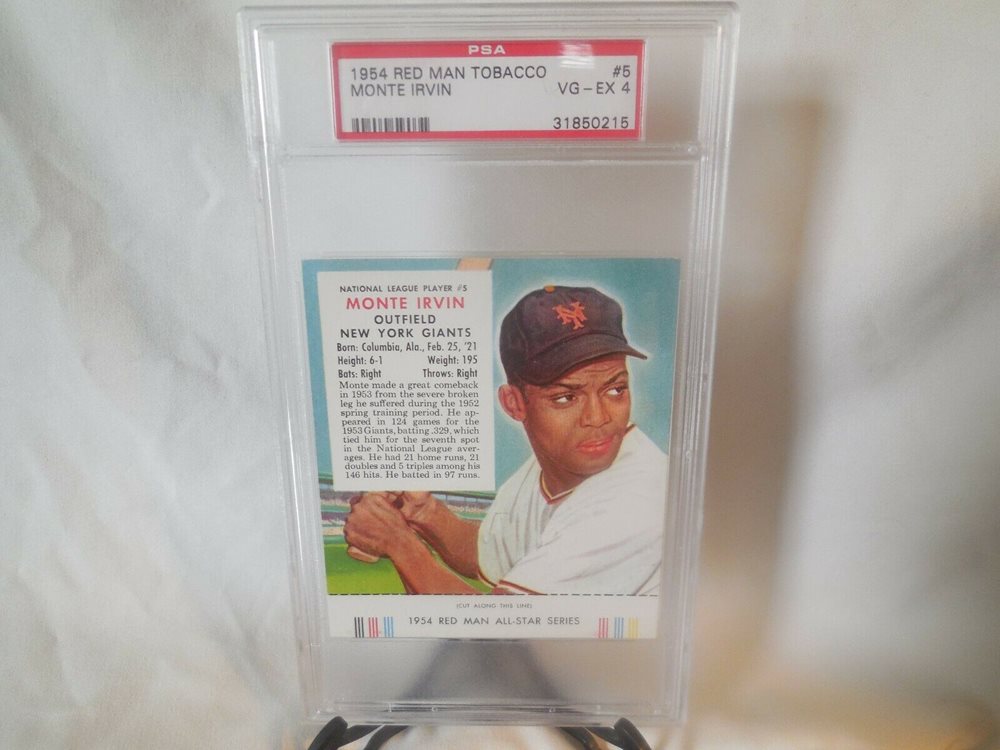 PSA
1954 RED MAN TOBACCO #5
MONTE IRVIN VG-EX 4
31850215
NATIONAL LEAGUE PLAYER #5
MONTE IRVIN
OUTFIELD
NEW YORK GIANTS
Born: Columbia, Ala., Feb. 25, '21
Height: 6-1 Weight: 195
Bats: Right Throws: Right
Monte made a great comeback
in 1953 from the severe broken
leg he suffered during the 1952
spring training period. He ap-
peared in 124 games for the
1953 Giants, batting .329, which
tied him for the seventh spot
in the National League aver-
ages. He had 21 home runs, 21
doubles and 5 triples among his
146 hits. He batted in 97 runs.
NY
(CUT ALONG THIS LINE)
1954 RED MAN ALL-STAR SERIES